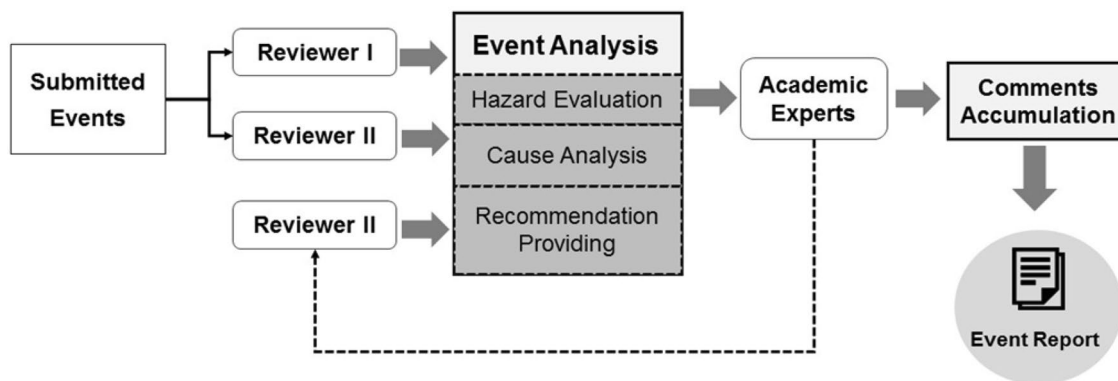 Submitted
Events
Reviewer I
Reviewer II
Reviewer II
Event Analysis
Hazard Evaluation
Cause Analysis
Recommendation
Providing
Academic
Experts
Comments
Accumulation
Event Report